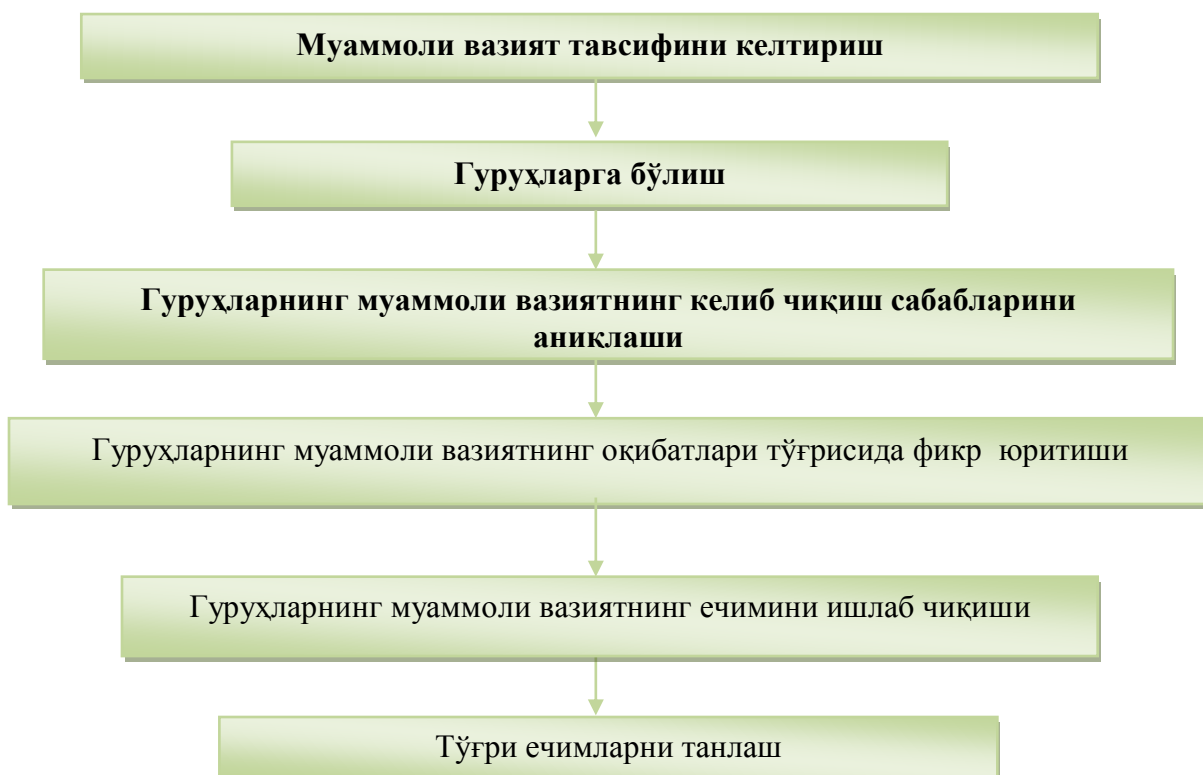 Муаммоли вазият тавсифини келтириш
Гуруҳларга бўлиш
Гуруҳларнинг муаммоли вазиятнинг келиб чиқиш сабабларини
аниқлаши
Гуруҳларнинг муаммоли вазиятнинг оқибатлари тўғрисида фикр юритиши
Гуруҳларнинг муаммоли вазиятнинг ечимини ишлаб чиқиши
Тўғри ечимларни танлаш